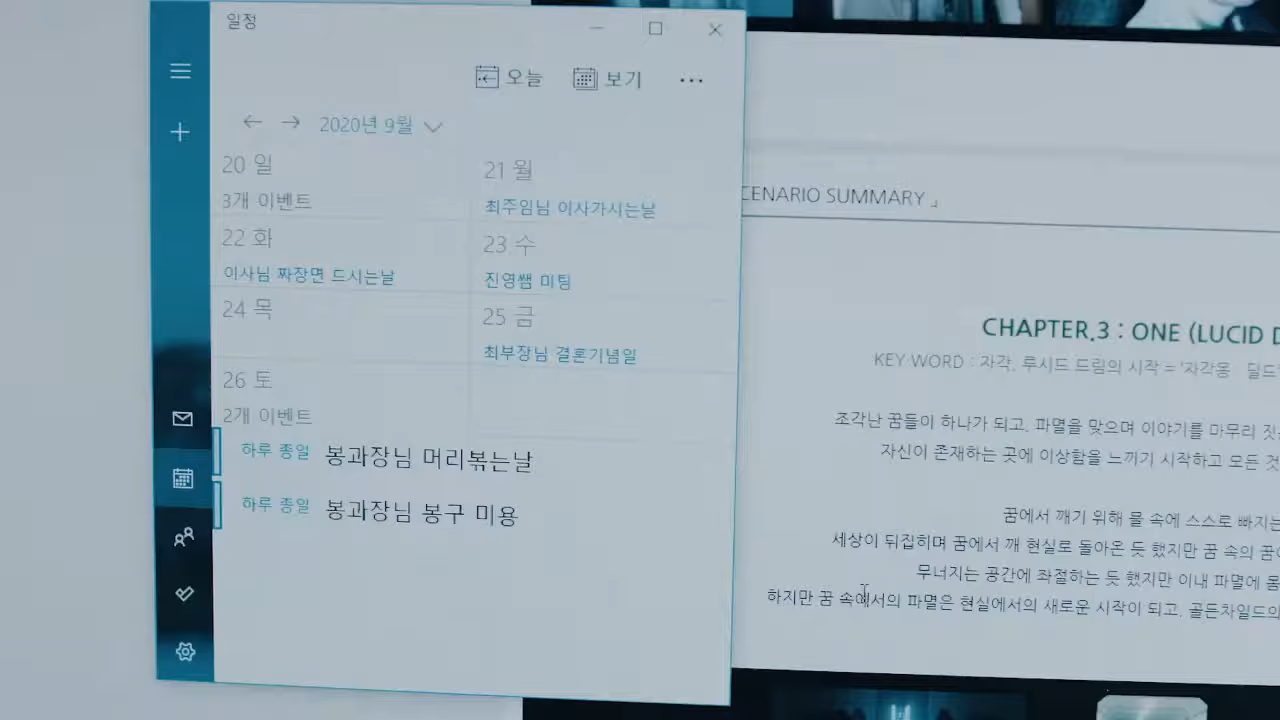 일정
오늘 보기 ...
2020년 9월
20 일
3개 이벤트
21 월
최주임님 이사가시는날
22 화
이사님 짜장면 드시는날
23 수
진영쌤 미팅
24 목
25 금
최부장님 결혼기념일
26 토
2개 이벤트
하루 종일 봉과장님 머리볶는날
하루 종일 봉과장님 봉구 미용
CENARIO SUMMARY 」
CHAPTER.3 : ONE (LUCID D
KEY WORD : 자각, 루시드 드림의 시작 = '자각몽 딜드
조각난 꿈들이 하나가 되고, 파멸을 맞으며 이야기를 마무리 짓
자신이 존재하는 곳에 이상함을 느끼기 시작하고 모든 것
꿈에서 깨기 위해 물 속에 스스로 빠지는
세상이 뒤집히며 꿈에서 깨 현실로 돌아온 듯 했지만 꿈 속의 꿈
무너지는 공간에 좌절하는 듯 했지만 이내 파멸에 몸
하지만 꿈 속에서의 파멸은 현실에서의 새로운 시작이 되고, 골든차일드의